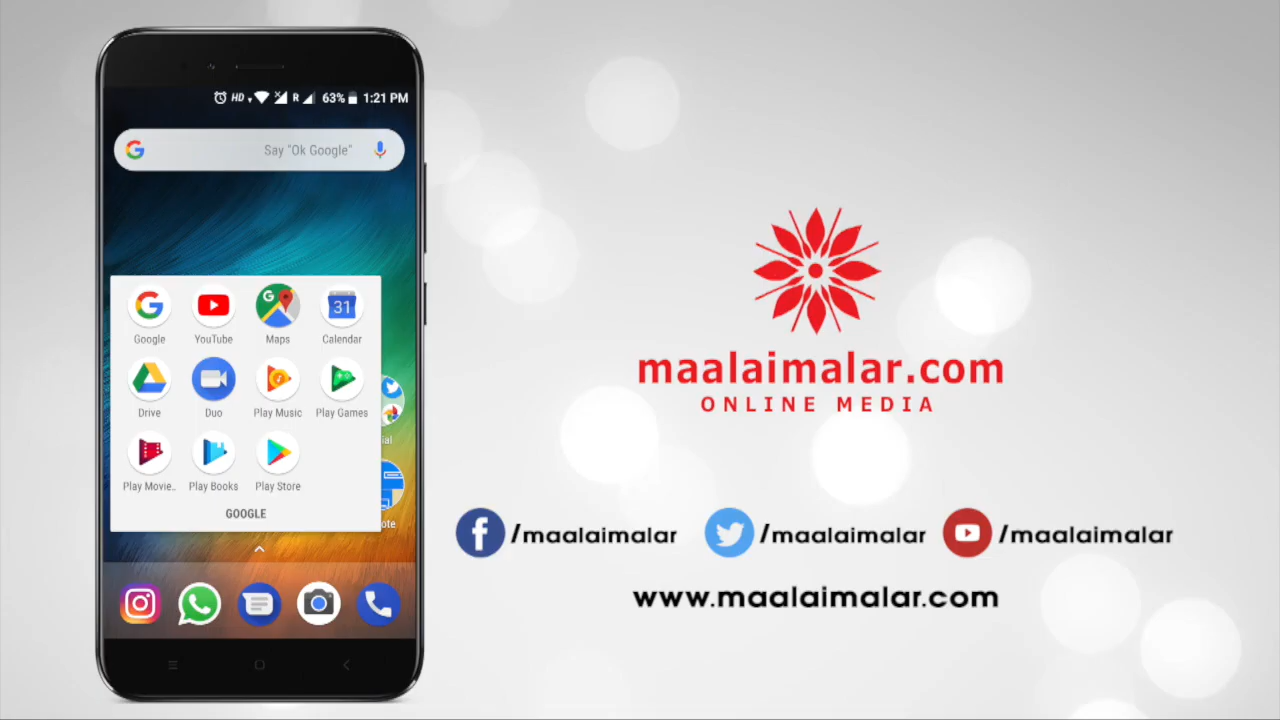 HD R 63% 1:21 PM
G Say "Ok Google"
Google YouTube Maps Calendar
31
Drive Duo Play Music Play Games
Play Movie.. Play Books Play Store
GOOGLE
maalaimalar.com
ONLINE MEDIA
/maalaimalar /maalaimalar /maalaimalar
www.maalaimalar.com